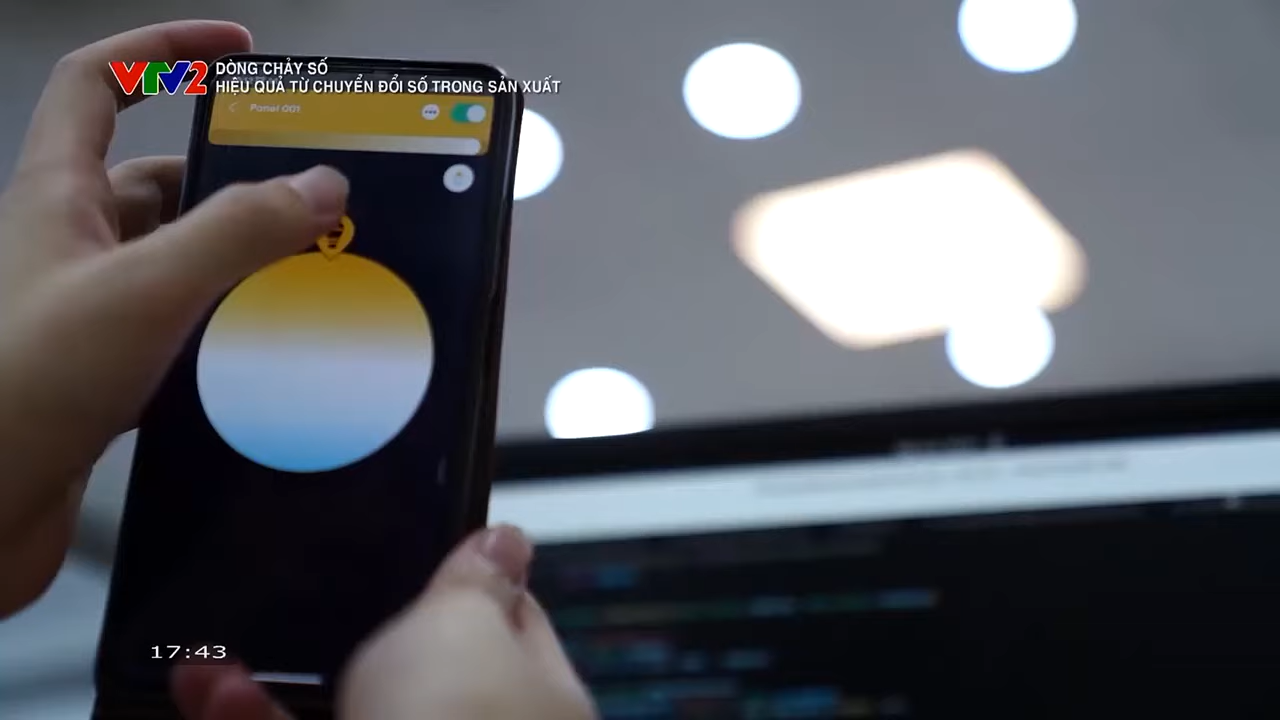 VTV2
DÒNG CHẢY SỐ
HIỆU QUẢ TỪ CHUYỂN ĐỔI SỐ TRONG SẢN XUẤT
Panel 001
17:43